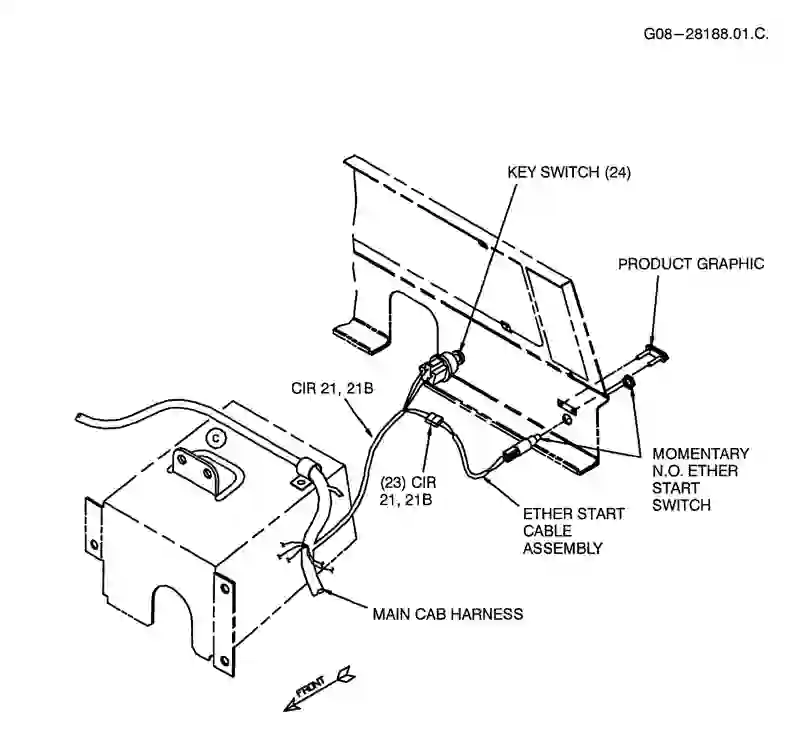 G08-28188.01.C.
KEY SWITCH (24)
PRODUCT GRAPHIC
CIR 21, 21B
(23) CIR
21, 21B
MOMENTARY
N.O. ETHER
START
SWITCH
ETHER START
CABLE
ASSEMBLY
C
MAIN CAB HARNESS
FRONT